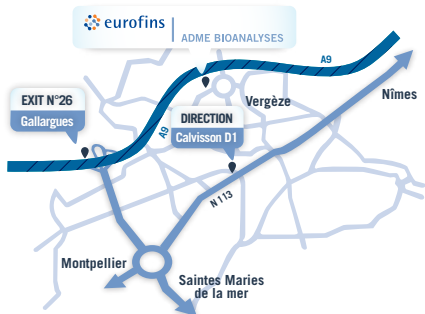 eurofins
ADME BIOANALYSES
A9
Nîmes
EXIT N°26
Gallargues
Vergèze
DIRECTION
Calvisson D1
A9
N 113
Montpellier
Saintes Maries
de la mer